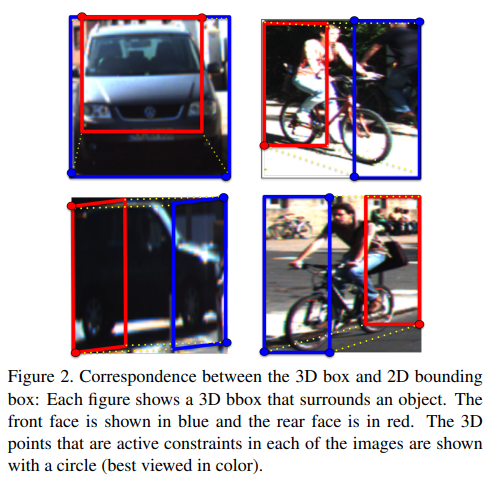 Figure 2. Correspondence between the 3D box and 2D bounding
box: Each figure shows a 3D bbox that surrounds an object. The
front face is shown in blue and the rear face is in red. The 3D
points that are active constraints in each of the images are shown
with a circle (best viewed in color).